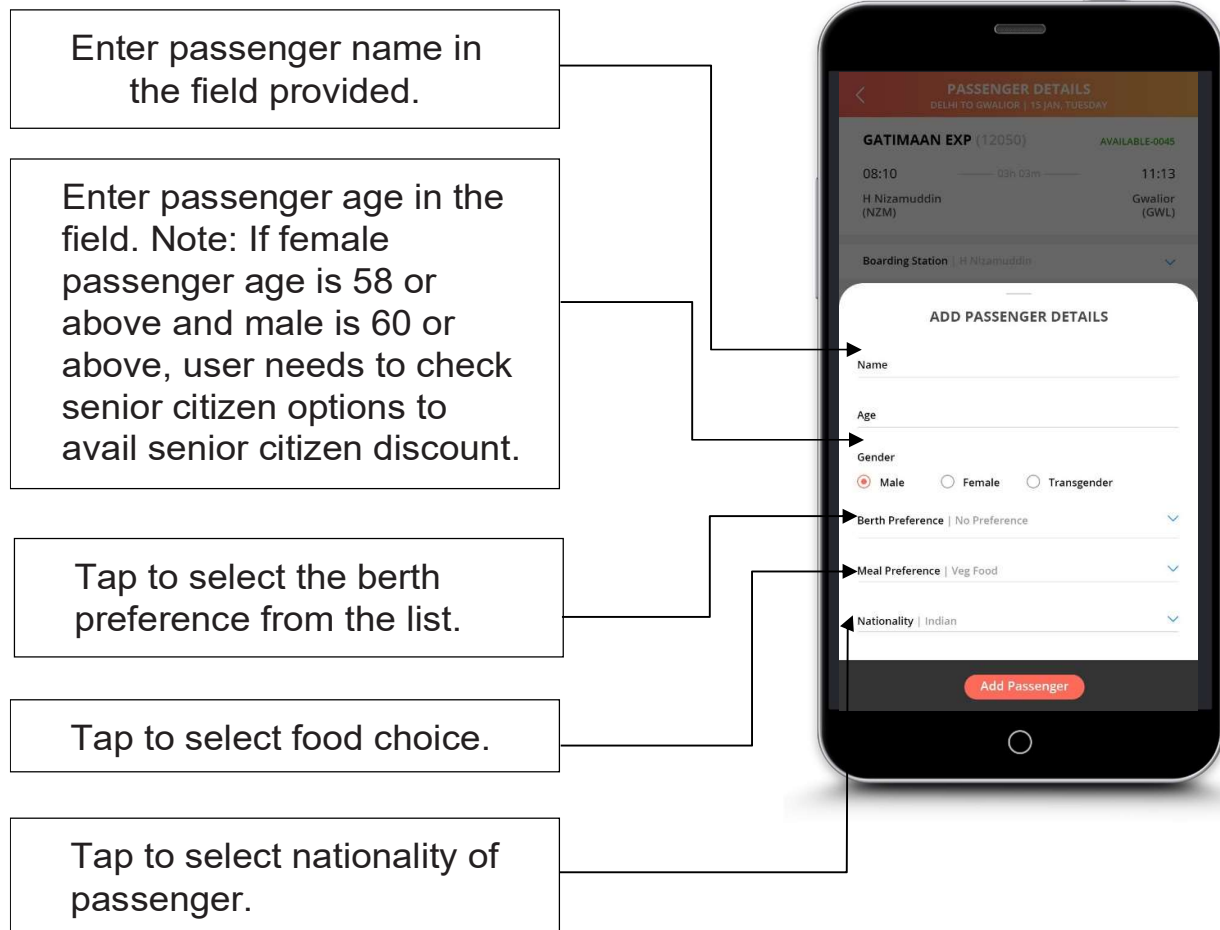 Enter passenger name in
the field provided.
Enter passenger age in the
field. Note: If female
passenger age is 58 or
above and male is 60 or
above, user needs to check
senior citizen options to
avail senior citizen discount.
Tap to select the berth
preference from the list.
Tap to select food choice.
Tap to select nationality of
passenger.
PASSENGER DETAILS
DELHI TO GWALIOR | 15 JAN, TUESDAY
GATIMAAN EXP (12050) AVAILABLE-0045
08:10 03h 03m 11:13
H Nizamuddin Gwalior
(NZM) (GWL)
Boarding Station | H Nizamuddin
ADD PASSENGER DETAILS
Name
Age
Gender
Male Female Transgender
Berth Preference | No Preference
Meal Preference | Veg Food
Nationality | Indian
Add Passenger